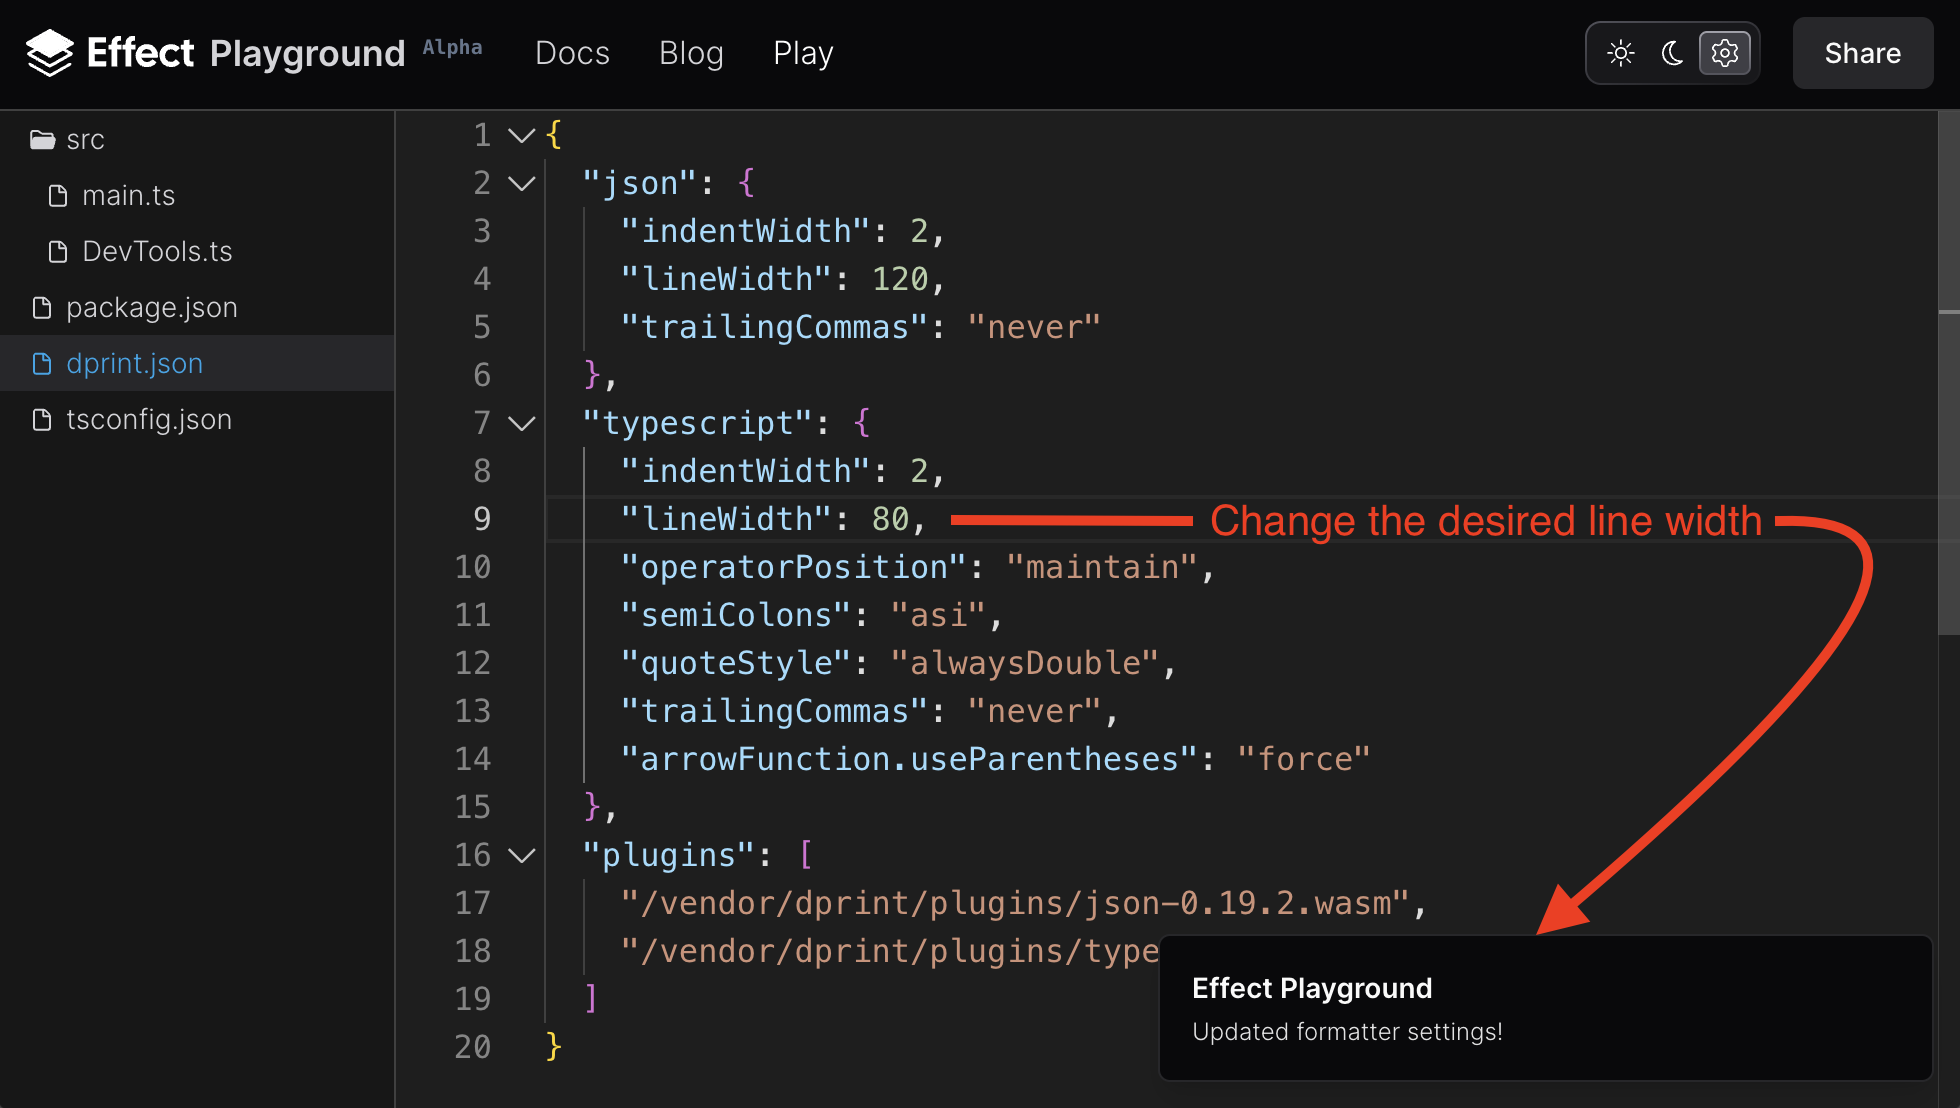 Effect Playground Alpha Docs Blog Play Share
src
main.ts
DevTools.ts
package.json
dprint.json
tsconfig.json
1 {
2 "json": {
3 "indentWidth": 2,
4 "lineWidth": 120,
5 "trailingCommas": "never"
6 },
7 "typescript": {
8 "indentWidth": 2,
9 "lineWidth": 80, Change the desired line width
10 "operatorPosition": "maintain",
11 "semiColons": "asi",
12 "quoteStyle": "alwaysDouble",
13 "trailingCommas": "never",
14 "arrowFunction.useParentheses": "force"
15 },
16 "plugins": [
17 "/vendor/dprint/plugins/json-0.19.2.wasm",
18 "/vendor/dprint/plugins/type
19 ]
20 }
Effect Playground
Updated formatter settings!